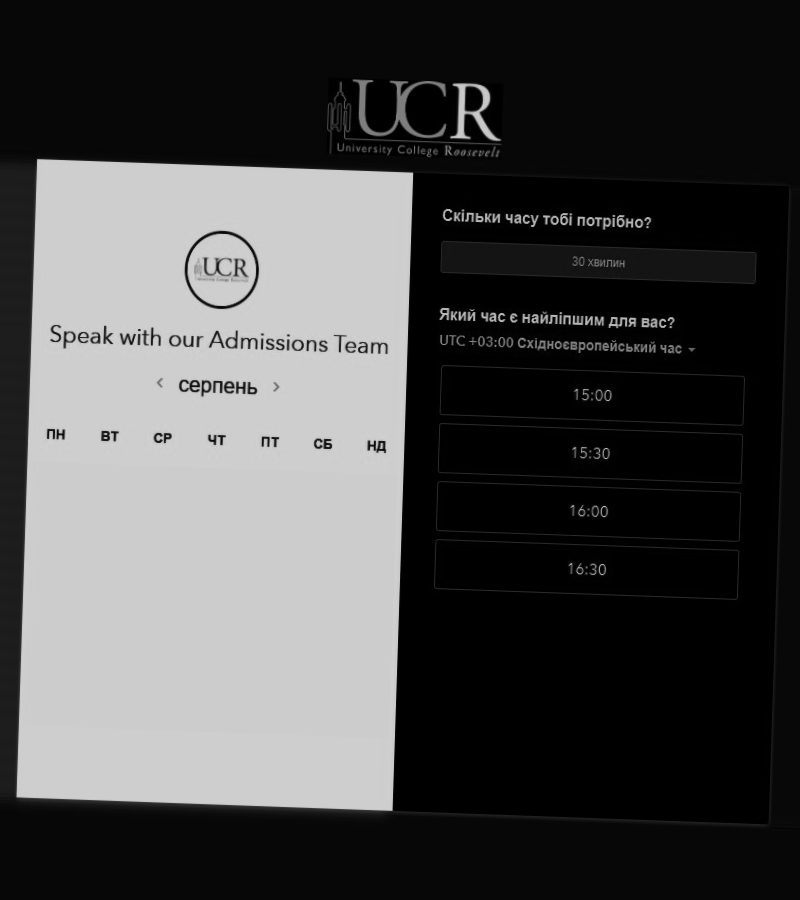 UCR
University College Roosevelt
UCR
University College Roosevelt
Speak with our Admissions Team
серпень
ПН ВТ СР ЧТ ПТ СБ НД
Скільки часу тобі потрібно?
30 хвилин
Який час є найліпшим для вас?
UTC +03:00 Східноєвропейський час
15:00
15:30
16:00
16:30